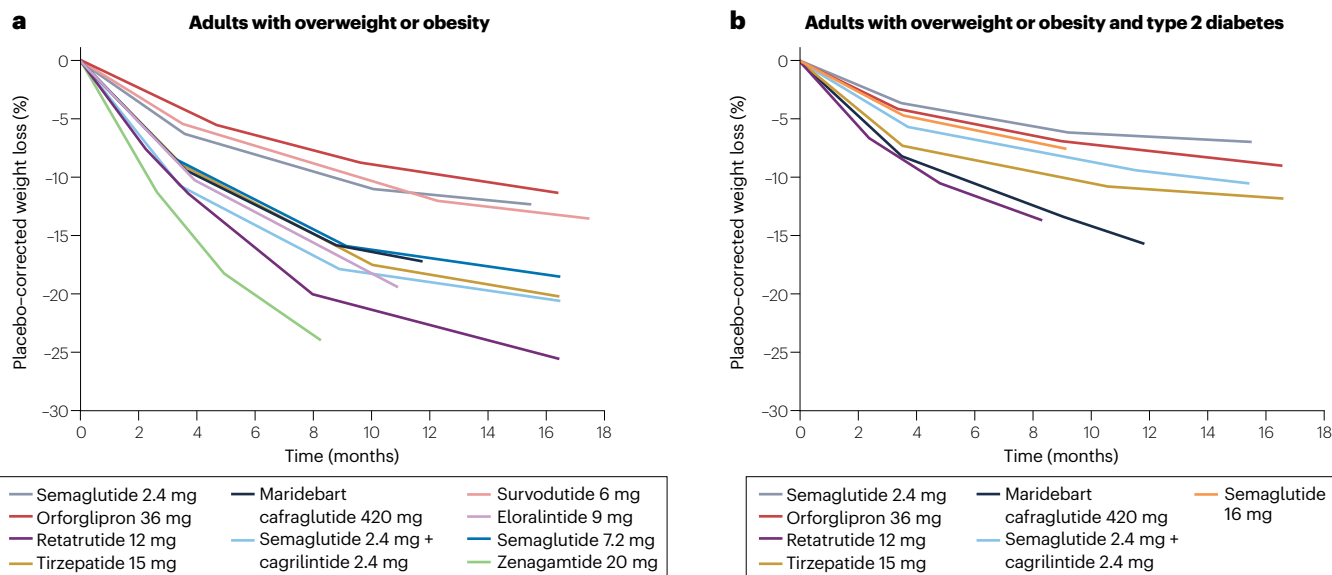 a Adults with overweight or obesity
0
–5
–10
–15
–20
–25
–30
Placebo–corrected weight loss (%)
0 2 4 6 8 10 12 14 16 18
Time (months)
Semaglutide 2.4 mg
Orforglipron 36 mg
Retatrutide 12 mg
Tirzepatide 15 mg
Maridebart
cafraglutide 420 mg
Semaglutide 2.4 mg +
cagrilintide 2.4 mg
Survodutide 6 mg
Eloralintide 9 mg
Semaglutide 7.2 mg
Zenagamtide 20 mg
b Adults with overweight or obesity and type 2 diabetes
0
–5
–10
–15
–20
–25
–30
Placebo–corrected weight loss (%)
0 2 4 6 8 10 12 14 16 18
Time (months)
Semaglutide 2.4 mg
Orforglipron 36 mg
Retatrutide 12 mg
Tirzepatide 15 mg
Maridebart
cafraglutide 420 mg
Semaglutide 2.4 mg +
cagrilintide 2.4 mg
Semaglutide
16 mg